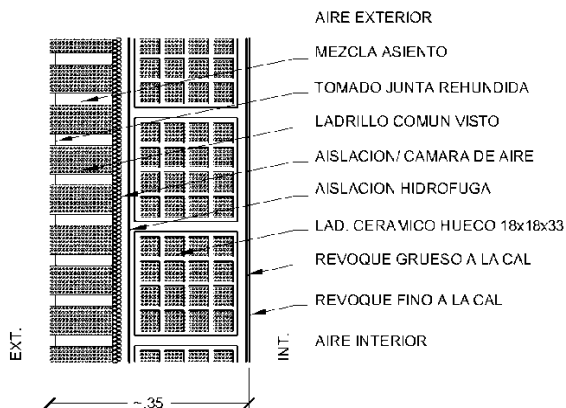 AIRE EXTERIOR
MEZCLA ASIENTO
TOMADO JUNTA REHUNDIDA
LADRILLO COMUN VISTO
AISLACION/ CAMARA DE AIRE
AISLACION HIDROFUGA
LAD. CERAMICO HUECO 18x18x33
REVOQUE GRUESO A LA CAL
REVOQUE FINO A LA CAL
AIRE INTERIOR
EXT.
INT.
~.35